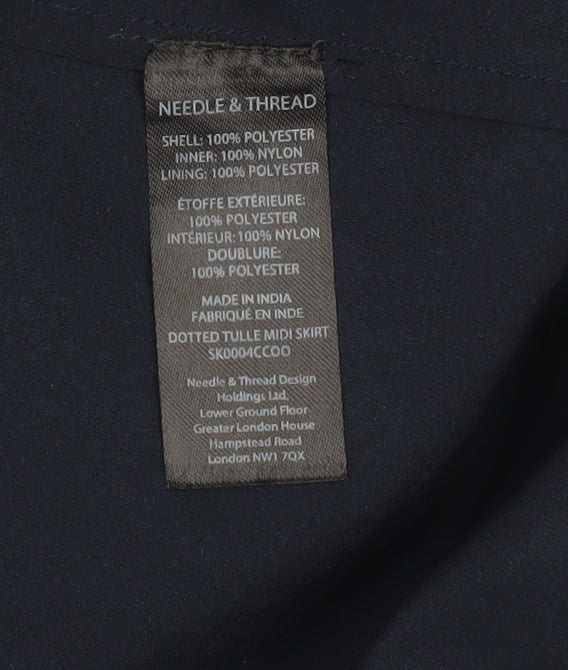 NEEDLE & THREAD
SHELL: 100% POLYESTER
INNER: 100% NYLON
LINING: 100% POLYESTER
ÉTOFFE EXTÉRIEURE:
100% POLYESTER
INTÉRIEUR: 100% NYLON
DOUBLURE:
100% POLYESTER
MADE IN INDIA
FABRIQUÉ EN INDE
DOTTED TULLE MIDI SKIRT
SK0004CCOO
Needle & Thread Design
Holdings Ltd.
Lower Ground Floor
Greater London House
Hampstead Road
London NW1 7QX